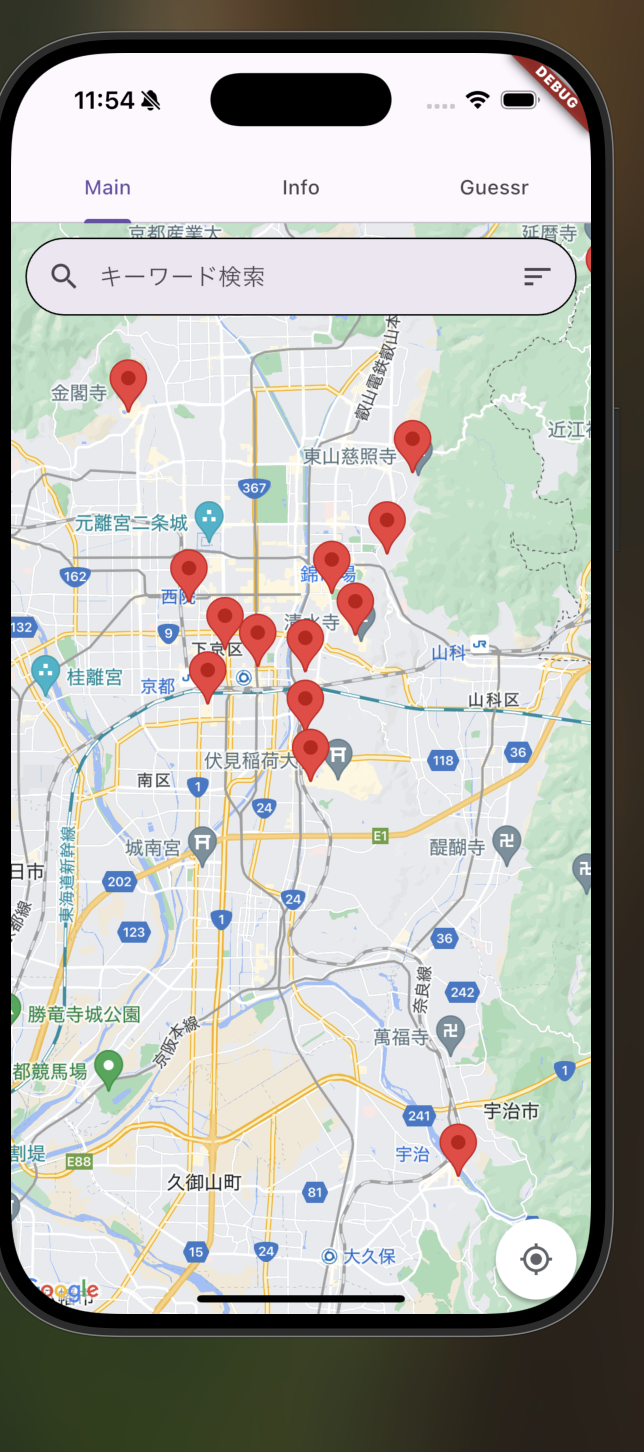 11:54
DEBUG
Main
Info
Guessr
京都産業大
延暦寺
キーワード検索
叡山電鉄叡山本
金閣寺
近江神
東山慈照寺
367
元離宮二条城
162
西院
132
9
清水寺
下京区
山科
JR
桂離宮
京都
山科区
伏見稲荷大
36
118
南区
1
24
E1
城南宮
醍醐寺
日市
東海道新幹線
202
24
123
1
36
都線
奈良線
242
勝竜寺城公園
京阪本線
萬福寺
都競馬場
1
241
宇治市
割堤
E88
宇治
久御山町
81
15
24
大久保
Google